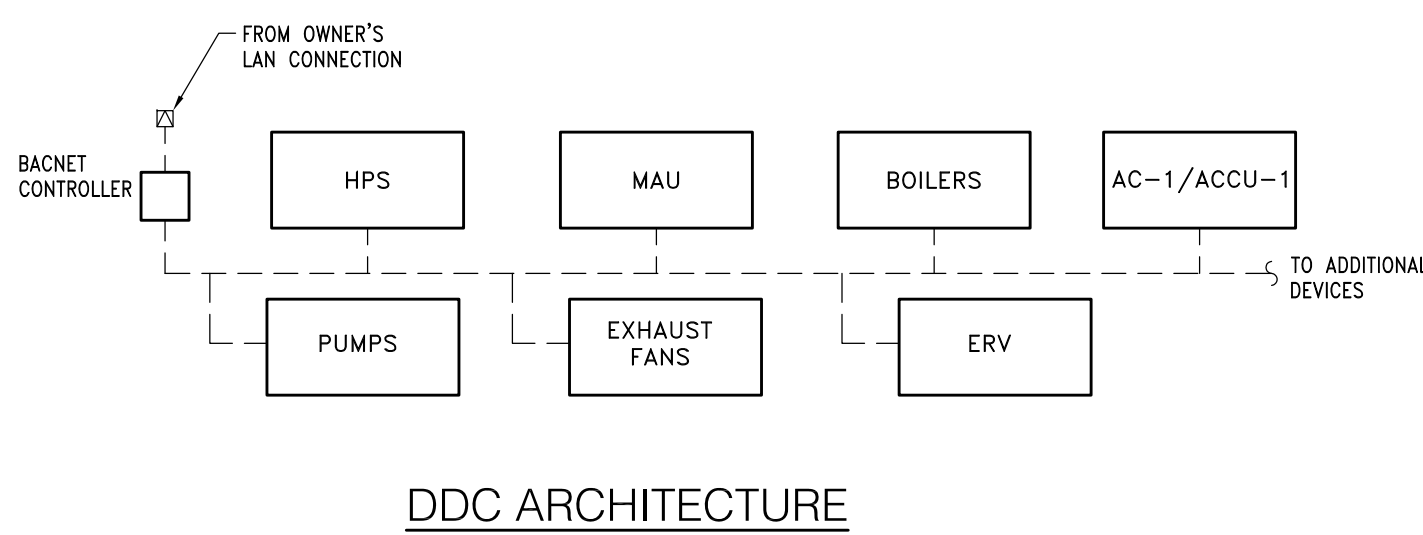 FROM OWNER'S
LAN CONNECTION
BACNET
CONTROLLER
HPS
MAU
BOILERS
AC-1/ACCU-1
TO ADDITIONAL
DEVICES
PUMPS
EXHAUST
FANS
ERV
DDC ARCHITECTURE